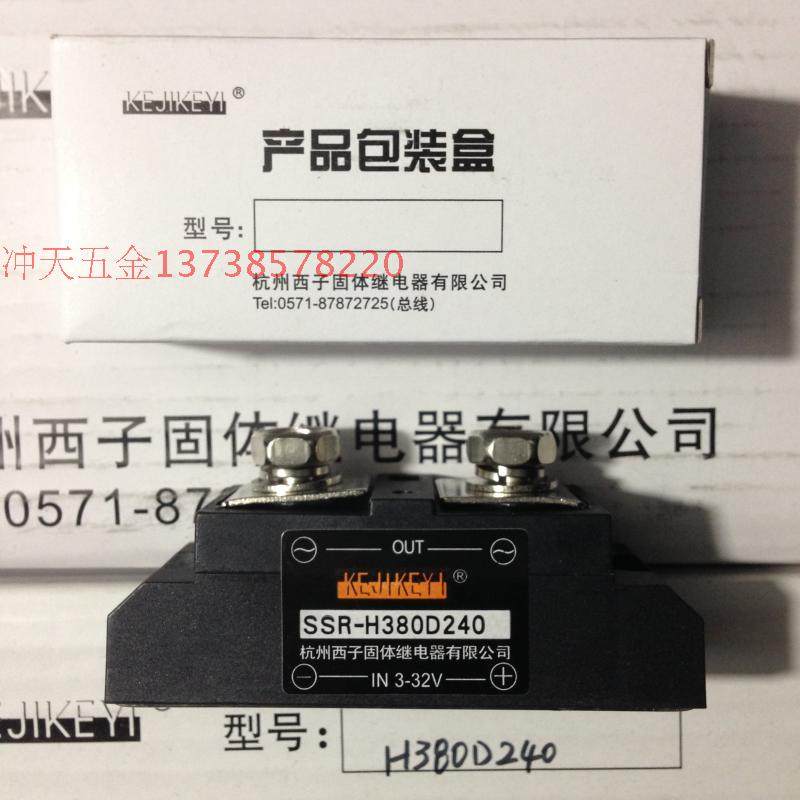 KEJIKEYI®
产品包装盒
型号:
冲天五金13738578220
杭州西子固体继电器有限公司
Tel:0571-87872725(总线)
州西子固体继电器有限公司
0571-87
OUT
KEJIKEYI®
SSR-H380D240
杭州西子固体继电器有限公司
IN 3-32V
型号:
H380D240